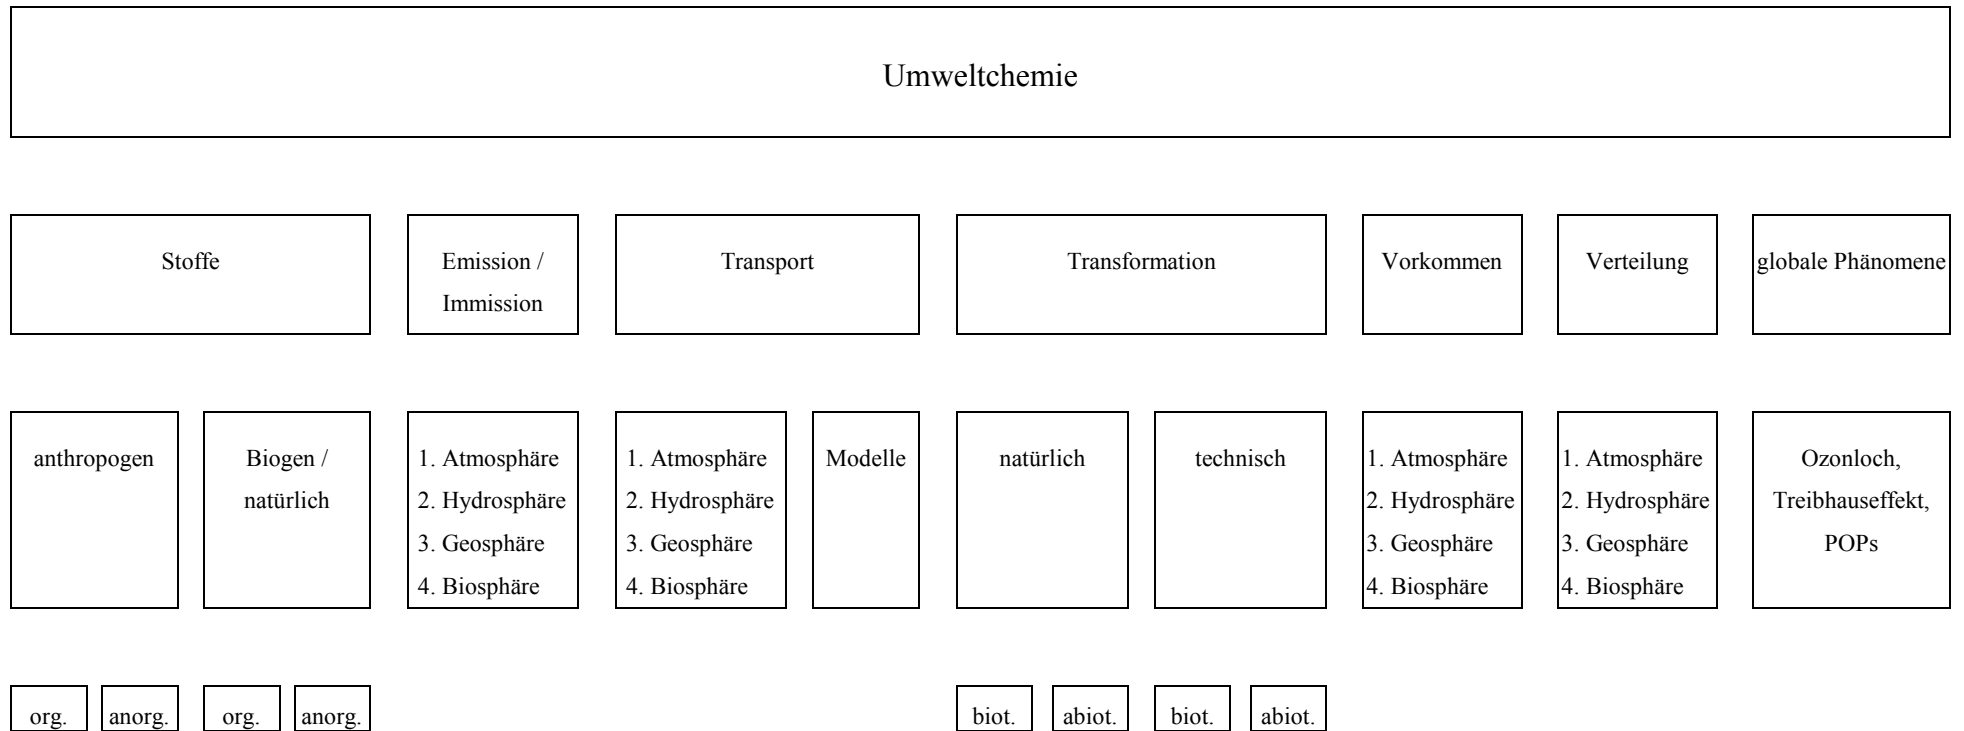 Umweltchemie
Stoffe
Emission /
Immission
Transport
Transformation
Vorkommen
Verteilung
globale Phänomene
anthropogen
Biogen /
natürlich
1. Atmosphäre
2. Hydrosphäre
3. Geosphäre
4. Biosphäre
1. Atmosphäre
2. Hydrosphäre
3. Geosphäre
4. Biosphäre
Modelle
natürlich
technisch
1. Atmosphäre
2. Hydrosphäre
3. Geosphäre
4. Biosphäre
1. Atmosphäre
2. Hydrosphäre
3. Geosphäre
4. Biosphäre
Ozonloch,
Treibhauseffekt,
POPs
org.
anorg.
org.
anorg.
biot.
abiot.
biot.
abiot.